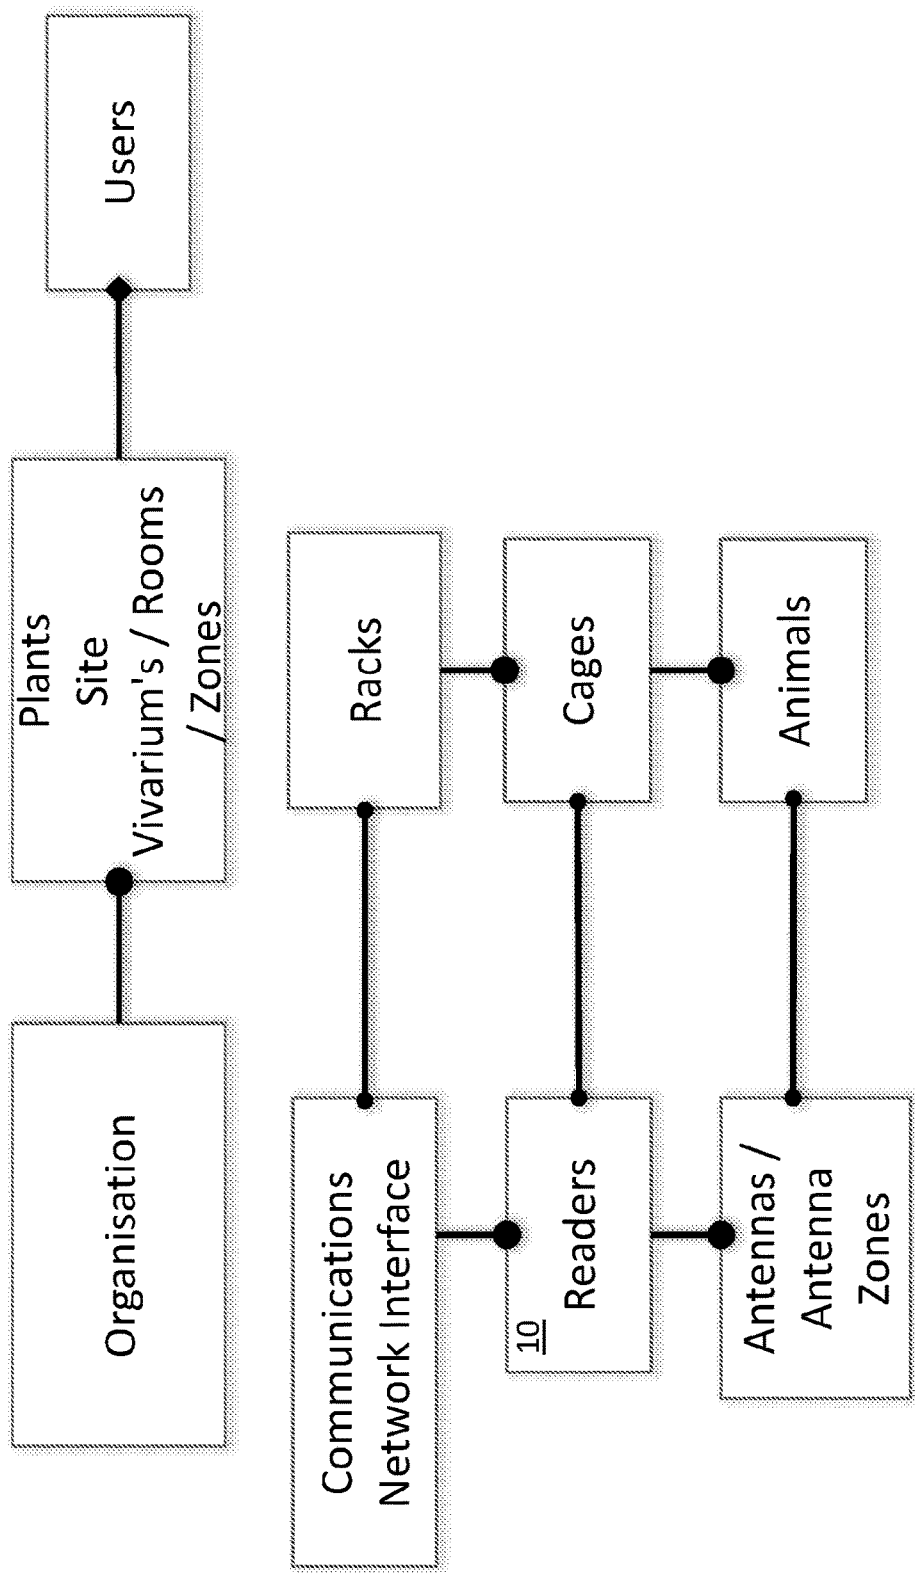 Organisation
Plants
Site
Vivarium's / Rooms
/ Zones
Users
Communications
Network Interface
Racks
10
Readers
Cages
Antennas /
Antenna
Zones
Animals